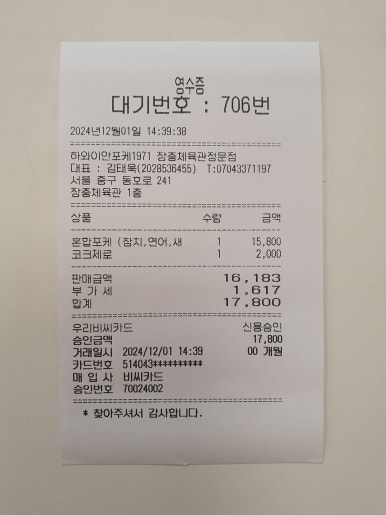 영수증
대기번호 : 706번
2024년12월01일 14:39:38
하와이안포케1971 장충체육관정문점
대표 : 김태욱(2028536455) T:07043371197
서울 중구 동호로 241
장충체육관 1층
상품 수량 금액
혼합포케 (참치,연어,새 1 15,800
코크제로 1 2,000
판매금액 16,183
부 가 세 1,617
합계 17,800
우리비씨카드 신용승인
승인금액 17,800
거래일시 2024/12/01 14:39 00 개월
카드번호 514043**********
매 입 사 비씨카드
승인번호 70024002
* 찾아주셔서 감사합니다.